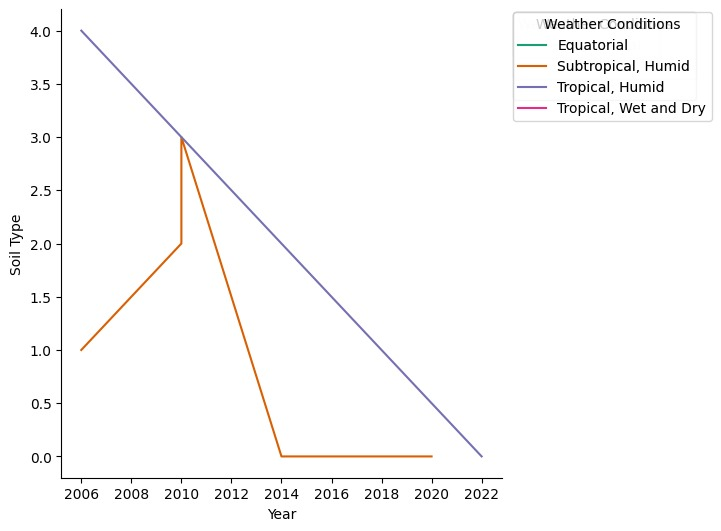 Weather Conditions
Equatorial
Subtropical, Humid
Tropical, Humid
Tropical, Wet and Dry
4.0
3.5
3.0
2.5
2.0
1.5
1.0
0.5
0.0
Soil Type
2006 2008 2010 2012 2014 2016 2018 2020 2022
Year